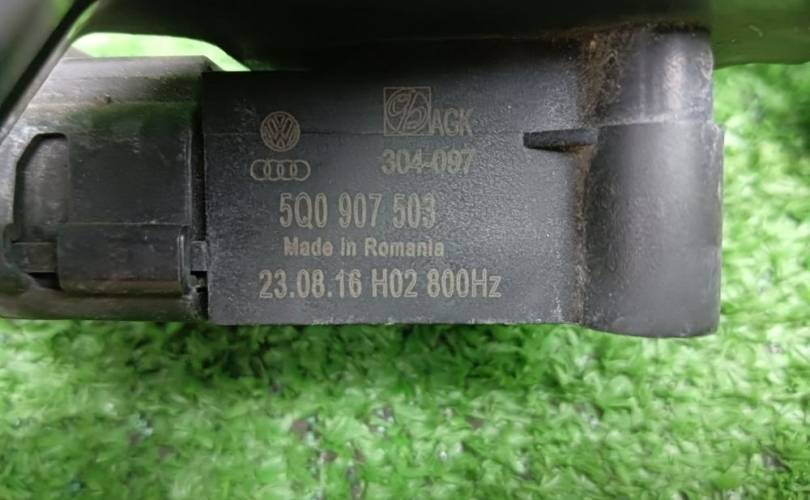 AGK
304-097
5Q0 907 503
Made in Romania
23.08.16 H02 800Hz